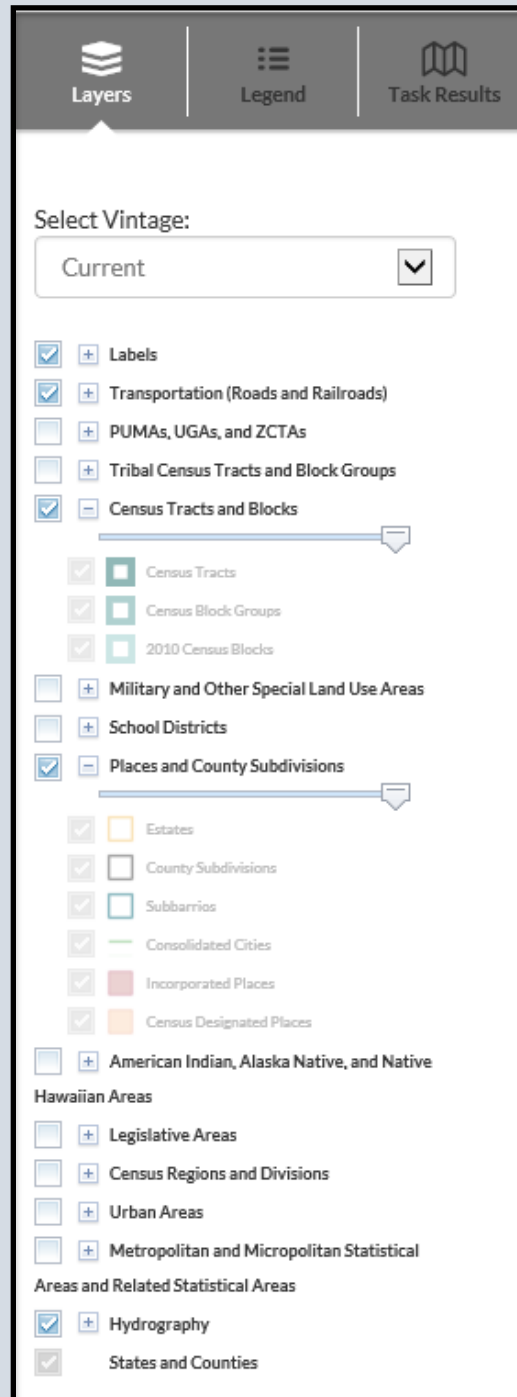 Layers
Legend
Task Results
Select Vintage:
Current
Labels
Transportation (Roads and Railroads)
PUMAs, UGAs, and ZCTAs
Tribal Census Tracts and Block Groups
Census Tracts and Blocks
Census Tracts
Census Block Groups
2010 Census Blocks
Military and Other Special Land Use Areas
School Districts
Places and County Subdivisions
Estates
County Subdivisions
Subbarrios
Consolidated Cities
Incorporated Places
Census Designated Places
American Indian, Alaska Native, and Native
Hawaiian Areas
Legislative Areas
Census Regions and Divisions
Urban Areas
Metropolitan and Micropolitan Statistical
Areas and Related Statistical Areas
Hydrography
States and Counties